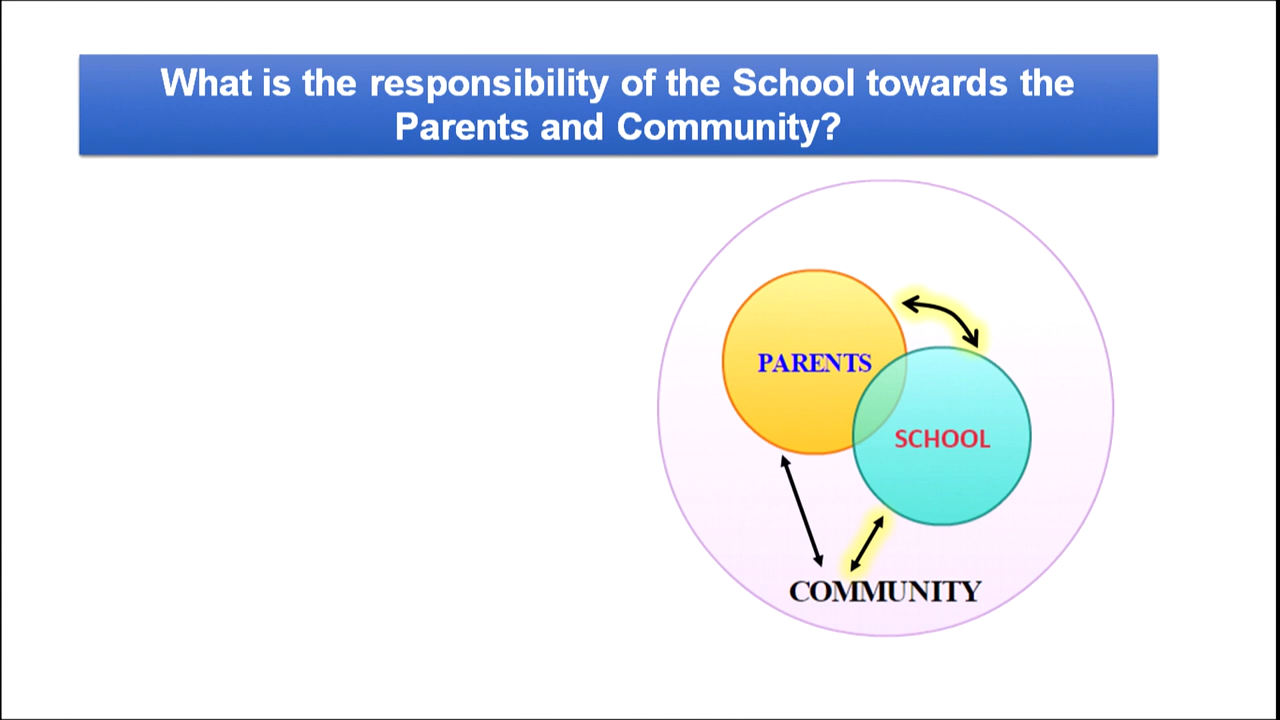 What is the responsibility of the School towards the
Parents and Community?
PARENTS
SCHOOL
COMMUNITY